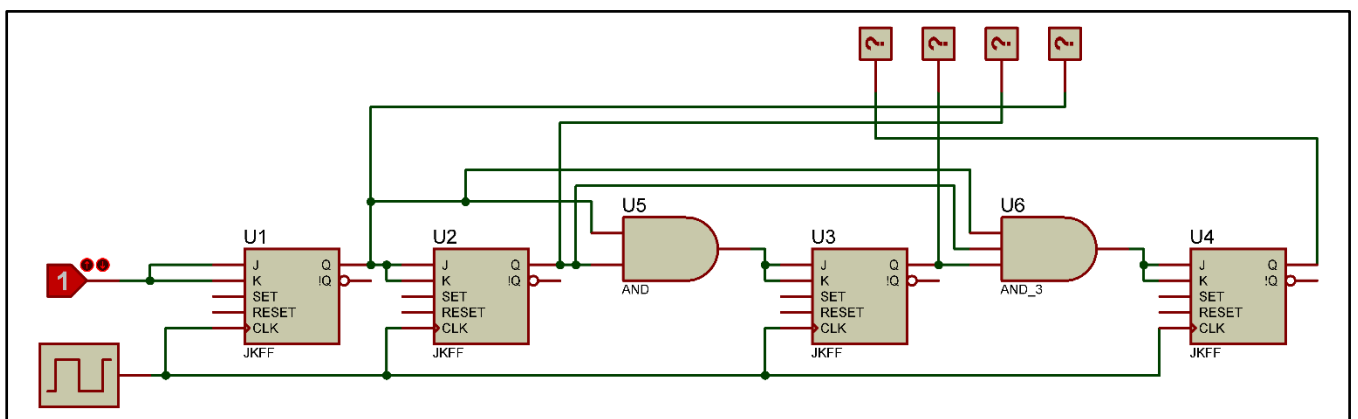 ? ? ? ?
U5 U6
U1 U2 U3 U4
1
J Q J Q J Q J Q
K !Q K !Q K !Q K !Q
SET SET AND SET AND_3 SET
RESET RESET RESET RESET
CLK CLK CLK CLK
JKFF JKFF JKFF JKFF